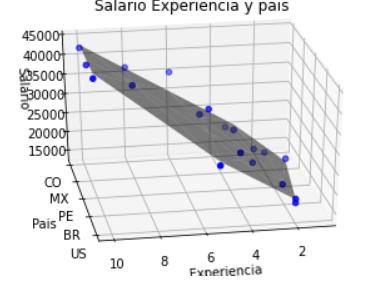 Salario Experiencia y pais
45000
40000
35000
30000
25000
20000
15000
Salario
CO
MX
PE
BR
US
Pais
10
8
6
4
2
Experiencia